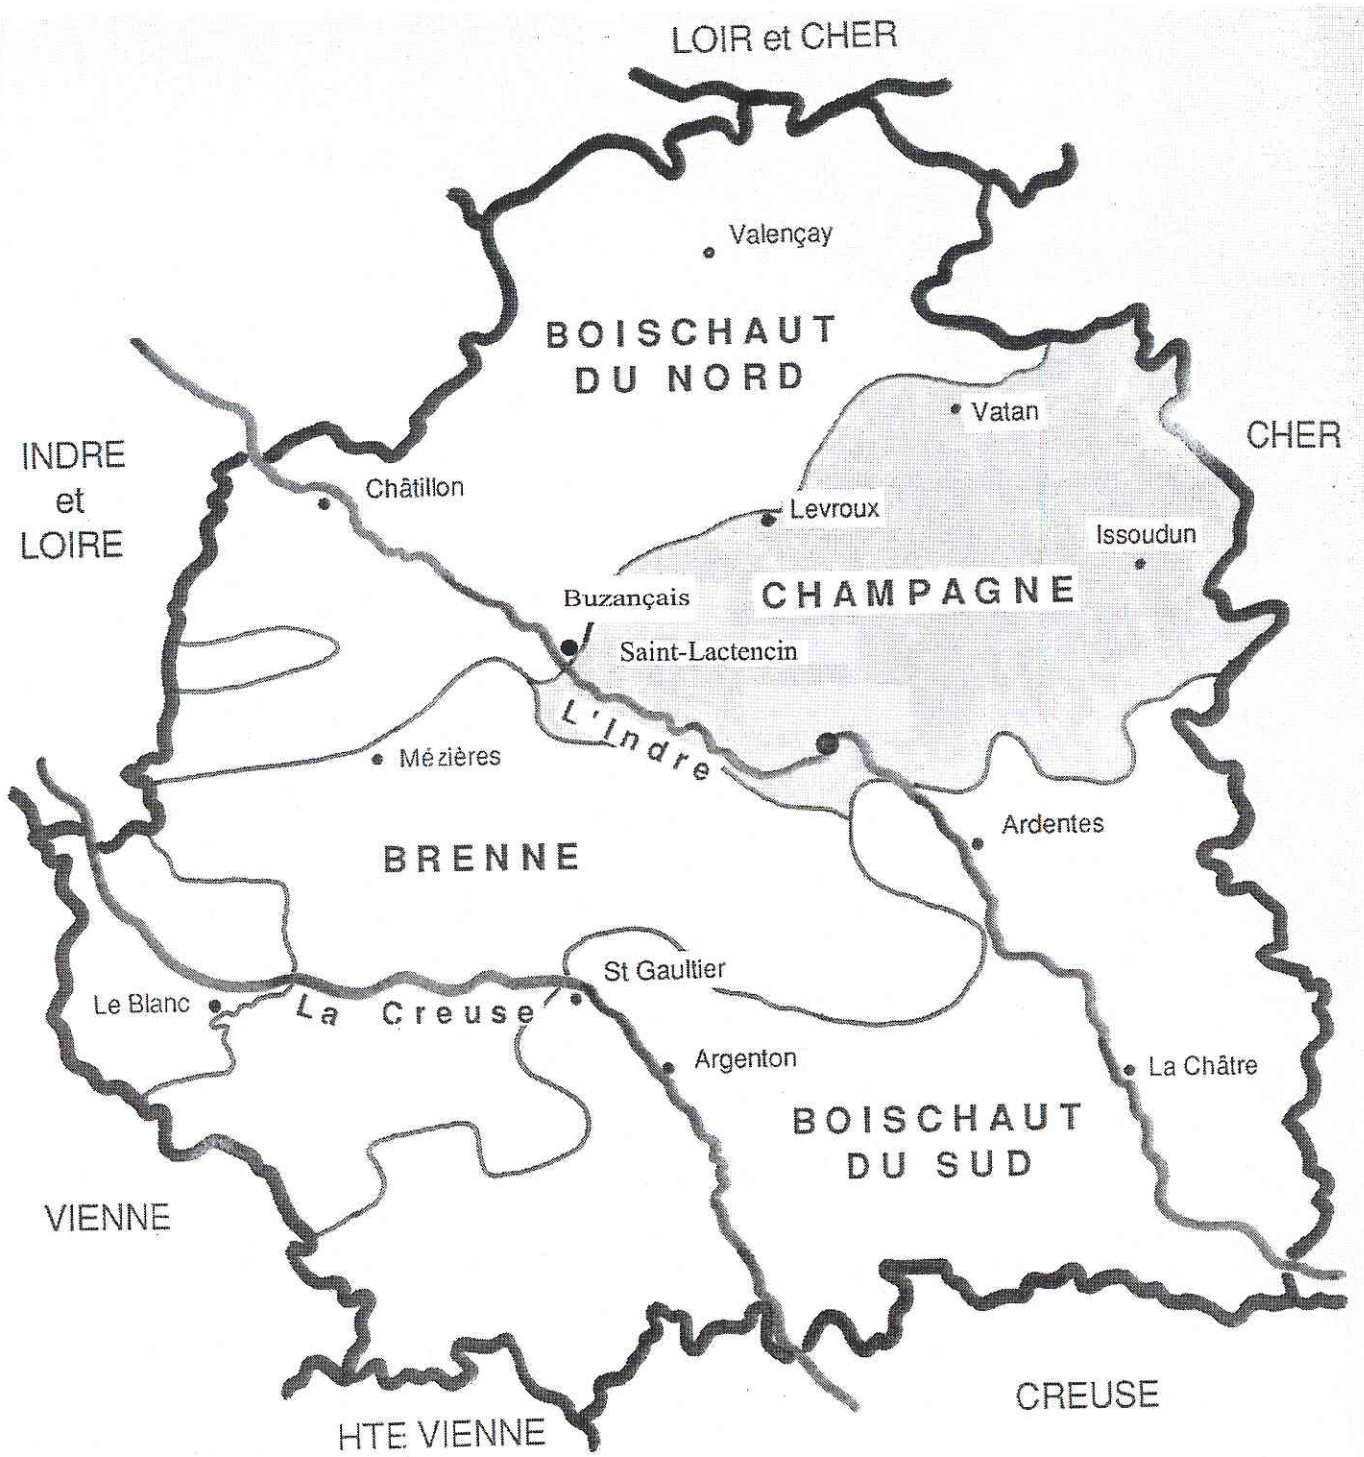 LOIR et CHER
Valençay
BOISCHAUT
DU NORD
Vatan
CHER
INDRE
et
LOIRE
Châtillon
Levroux
Issoudun
CHAMPAGNE
Buzançais
Saint-Lactencin
L'Indre
Mézières
Ardentes
BRENNE
St Gaultier
Le Blanc
La Creuse
Argenton
La Châtre
BOISCHAUT
DU SUD
VIENNE
CREUSE
HTE VIENNE